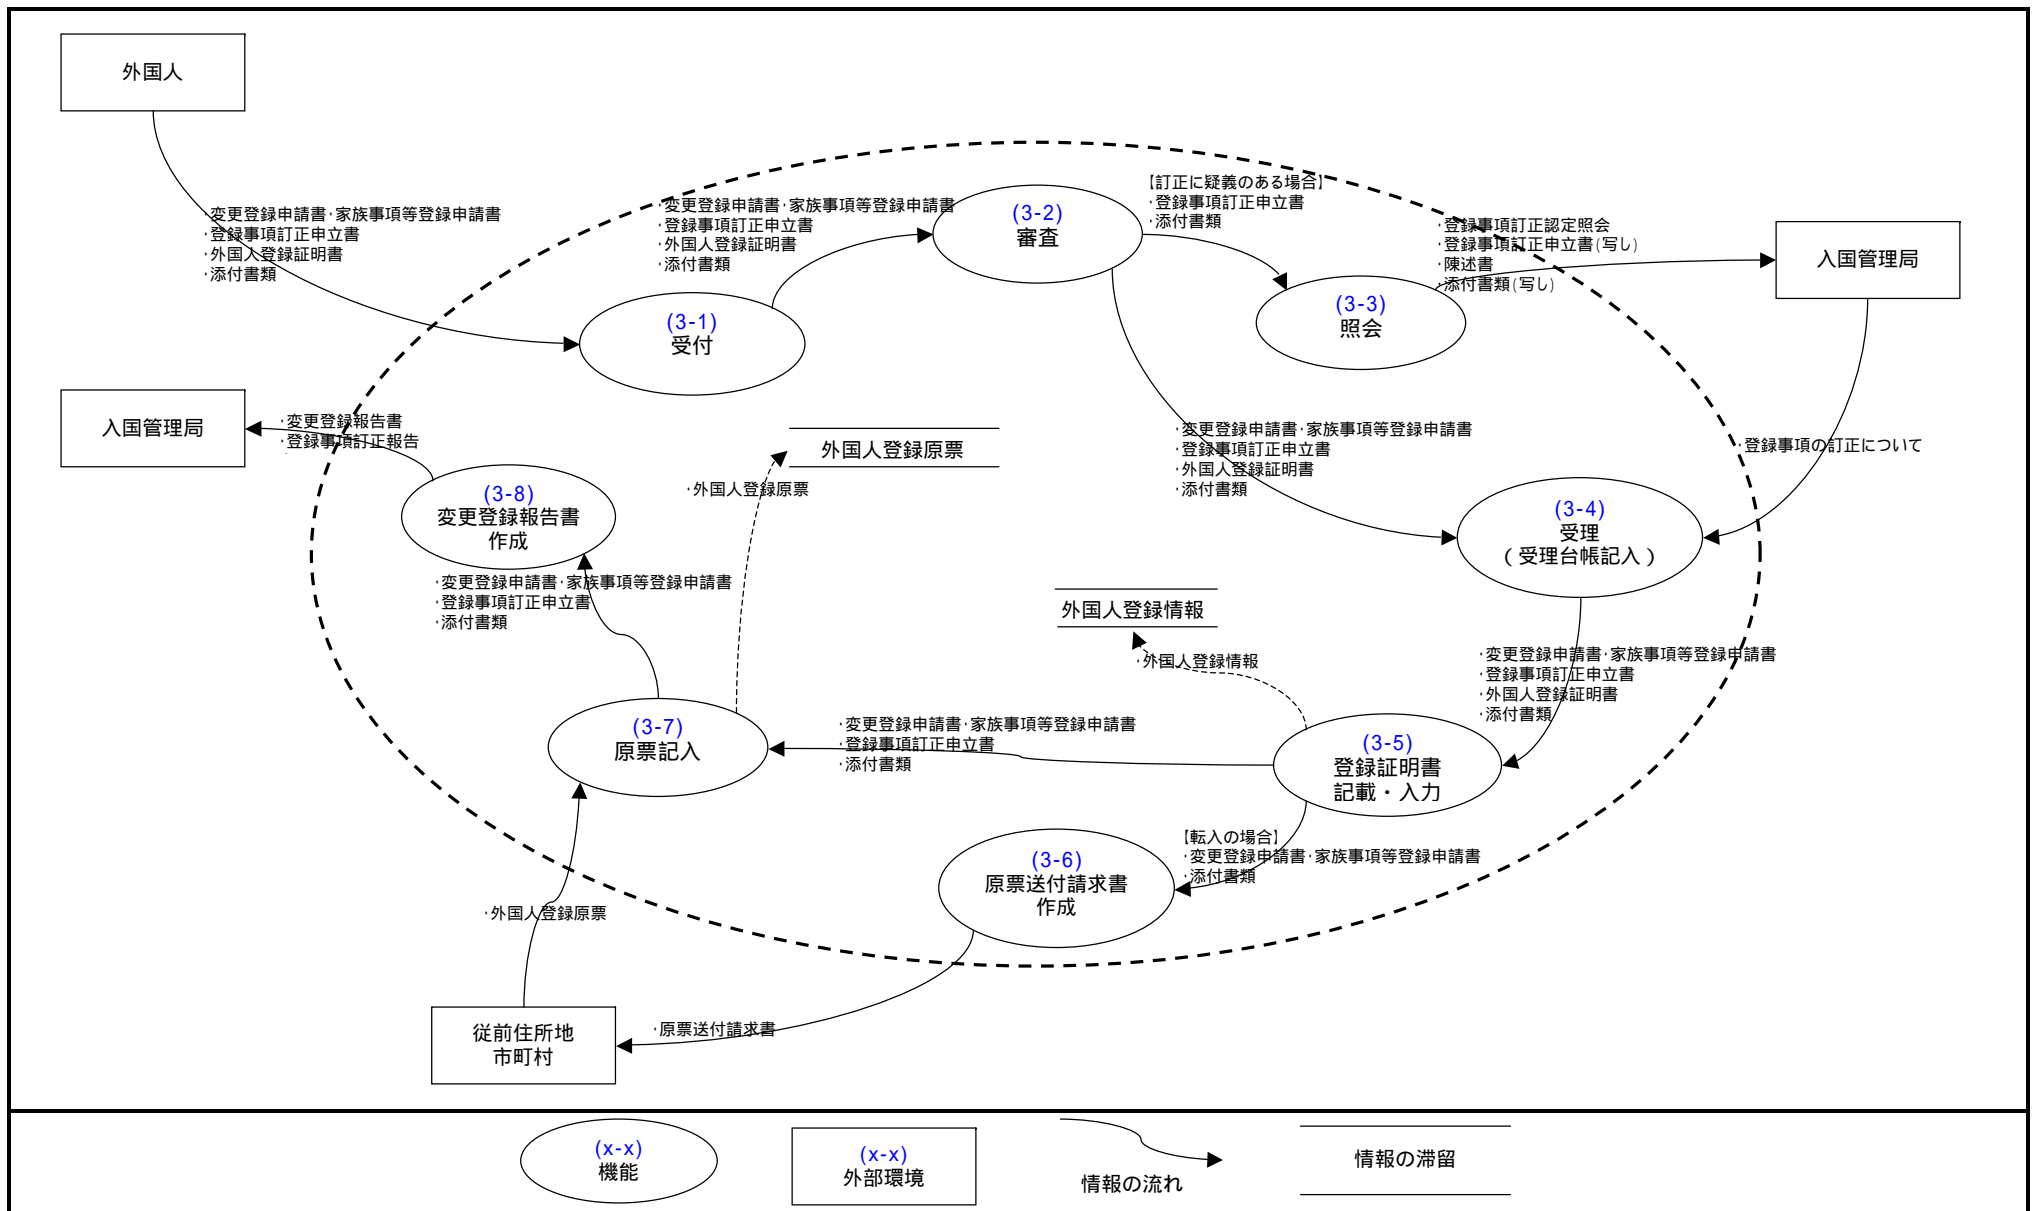 外国人
·変更登録申請書·家族事項等登録申請書
·登録事項訂正申立書
·外国人登録証明書
·添付書類
·変更登録申請書·家族事項等登録申請書
·登録事項訂正申立書
·外国人登録証明書
·添付書類
(3-2)
審査
【訂正に疑義のある場合】
·登録事項訂正申立書
·添付書類
·登録事項訂正認定照会
·登録事項訂正申立書(写し)
·陳述書
·添付書類(写し)
入国管理局
(3-1)
受付
(3-3)
照会
入国管理局
·変更登録報告書
·登録事項訂正報告
外国人登録原票
·外国人登録原票
·変更登録申請書·家族事項等登録申請書
·登録事項訂正申立書
·外国人登録証明書
·添付書類
·登録事項の訂正について
(3-8)
変更登録報告書
作成
(3-4)
受理
(受理台帳記入)
·変更登録申請書·家族事項等登録申請書
·登録事項訂正申立書
·添付書類
外国人登録情報
·外国人登録情報
·変更登録申請書·家族事項等登録申請書
·登録事項訂正申立書
·外国人登録証明書
·添付書類
(3-7)
原票記入
·変更登録申請書·家族事項等登録申請書
·登録事項訂正申立書
·添付書類
(3-5)
登録証明書
記載・入力
(3-6)
原票送付請求書
作成
【転入の場合】
·変更登録申請書·家族事項等登録申請書
·添付書類
·外国人登録原票
従前住所地
市町村
·原票送付請求書
(x-x)
機能
(x-x)
外部環境
情報の流れ
情報の滞留